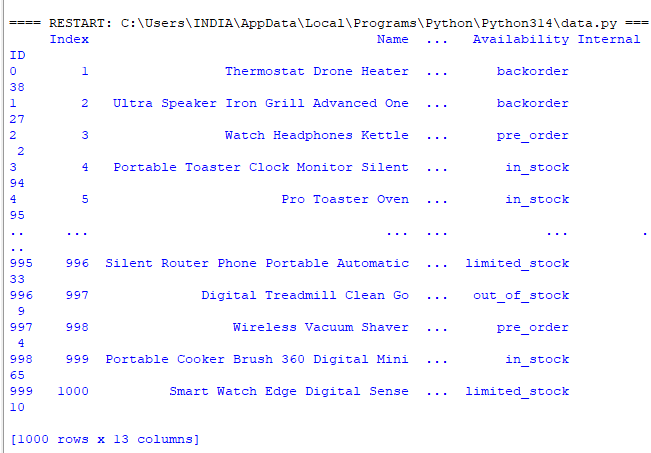 ==== RESTART: C:\Users\INDIA\AppData\Local\Programs\Python\Python314\data.py ===
     Index                                    Name  ...   Availability Internal
ID
0        1                 Thermostat Drone Heater  ...      backorder
38
1        2   Ultra Speaker Iron Grill Advanced One  ...      backorder
27
2        3                 Watch Headphones Kettle  ...      pre_order
 2
3        4   Portable Toaster Clock Monitor Silent  ...       in_stock
94
4        5                        Pro Toaster Oven  ...       in_stock
95
..     ...                                     ...  ...            ...         .
..
995    996  Silent Router Phone Portable Automatic  ...  limited_stock
33
996    997              Digital Treadmill Clean Go  ...   out_of_stock
 9
997    998                  Wireless Vacuum Shaver  ...      pre_order
 4
998    999  Portable Cooker Brush 360 Digital Mini  ...       in_stock
65
999   1000          Smart Watch Edge Digital Sense  ...  limited_stock
10
[1000 rows x 13 columns]